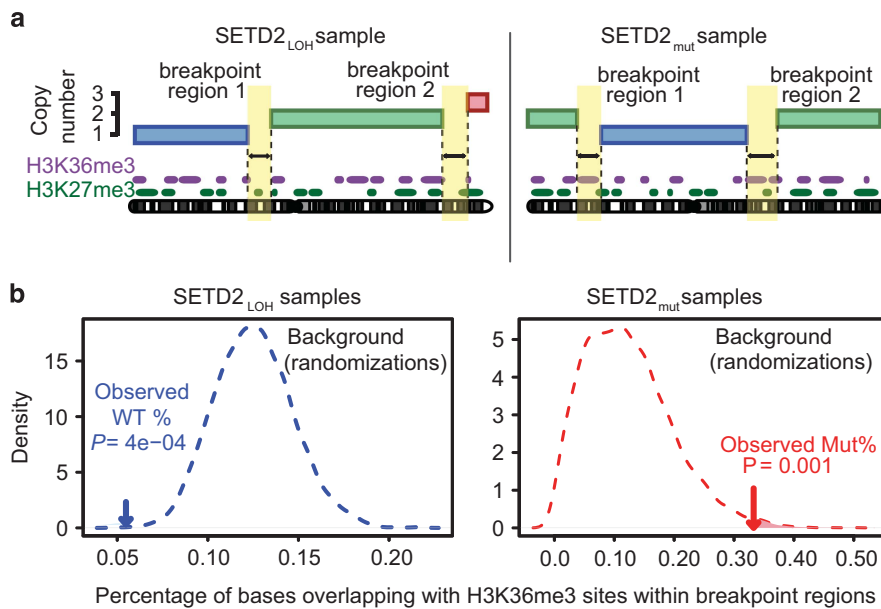 a
SETD2LOH sample
SETD2mut sample
Copy number
3
2
1
breakpoint region 1
breakpoint region 2
breakpoint region 1
breakpoint region 2
H3K36me3
H3K27me3
b
SETD2LOH samples
SETD2mut samples
Density
15
10
5
0
Background
(randomizations)
Observed
WT %
P= 4e−04
0.05 0.10 0.15 0.20
5
4
3
2
1
0
Background
(randomizations)
Observed Mut%
P = 0.001
0.0 0.10 0.20 0.30 0.40 0.50
Percentage of bases overlapping with H3K36me3 sites within breakpoint regions